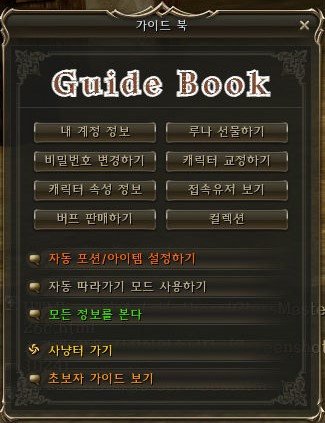 가이드 북
Guide Book
내 계정 정보 루나 선물하기
비밀번호 변경하기 캐릭터 교정하기
캐릭터 속성 정보 접속유저 보기
버프 판매하기 컬렉션
자동 포션/아이템 설정하기
자동 따라가기 모드 사용하기
모든 정보를 본다
사냥터 가기
초보자 가이드 보기